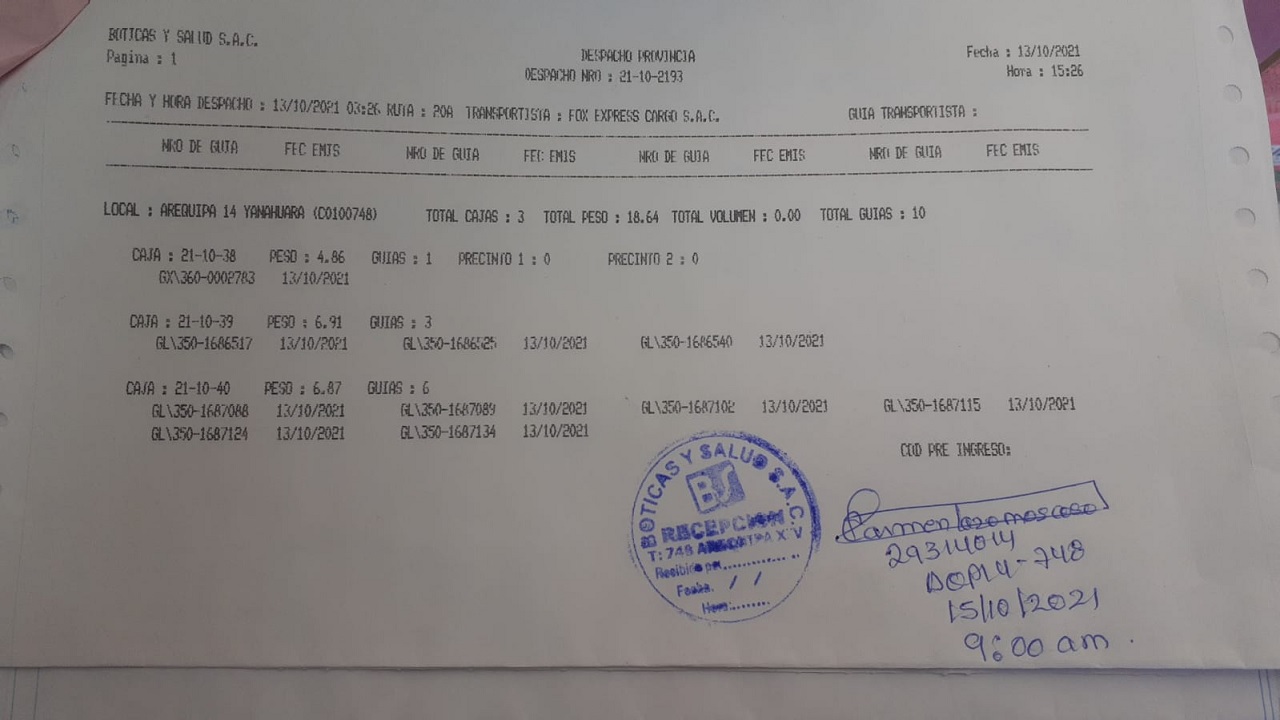 BOTICAS Y SALUD S.A.C.
Pagina : 1
DESPACHO PROVINCIA
DESPACHO NRO : 21-10-2193
Fecha : 13/10/2021
Hora : 15:26
FECHA Y HORA DESPACHO : 13/10/2021 03:26 RUTA : 20A TRANSPORTISTA : FOX EXPRESS CARGO S.A.C. GUIA TRANSPORTISTA :
NRO DE GUIA FEC EMIS NRO DE GUIA FEC EMIS NRO DE GUIA FEC EMIS NRO DE GUIA FEC EMIS
LOCAL : AREQUIPA 14 YANAHUARA (C0100748) TOTAL CAJAS : 3 TOTAL PESO : 18.64 TOTAL VOLUMEN : 0.00 TOTAL GUIAS : 10
CAJA : 21-10-38 PESO : 4.86 GUIAS : 1 PRECINTO 1 : 0 PRECINTO 2 : 0
GX\360-0002783 13/10/2021
CAJA : 21-10-39 PESO : 6.91 GUIAS : 3
GL\350-1686517 13/10/2021 GL\350-1686525 13/10/2021 GL\350-1686540 13/10/2021
CAJA : 21-10-40 PESO : 6.87 GUIAS : 6
GL\350-1687088 13/10/2021 GL\350-1687089 13/10/2021 GL\350-1687102 13/10/2021 GL\350-1687115 13/10/2021
GL\350-1687124 13/10/2021 GL\350-1687134 13/10/2021
COD PRE INGRESO:
BOTICAS Y SALUD S.A.C.
BS
RECEPCION
T: 748 AREQUIPA XIV
Recibido por..............
Fecha. / /
Hora:........
Carmen
29314014
15/10/2021
9:00 am.